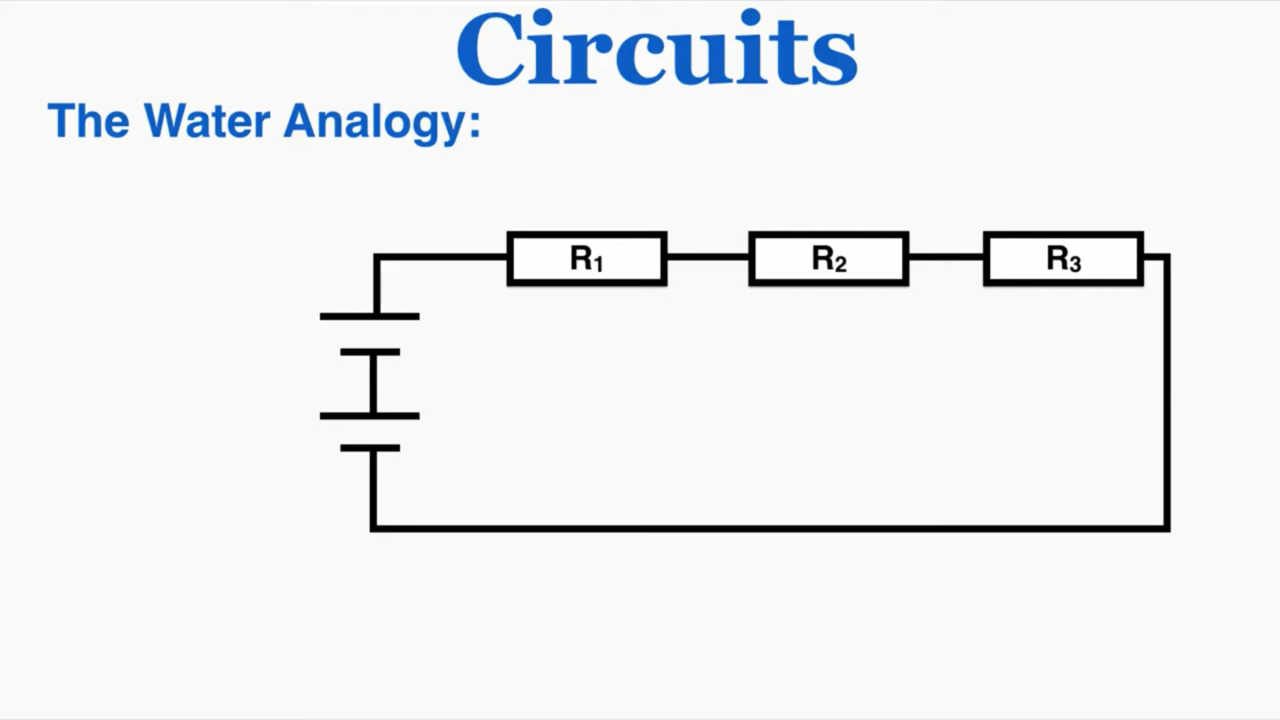 Circuits
The Water Analogy:
R₁ R₂ R₃